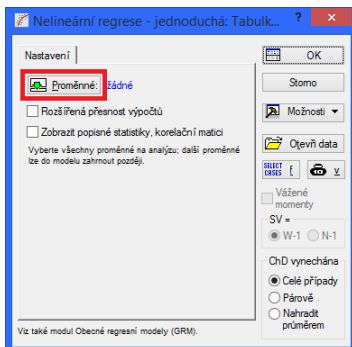 Nelineární regrese - jednoduchá: Tabulk... ? ×
Nastavení
OK
Proměnné: žádné
Storno
Rozšířená přesnost výpočtů
Možnosti
Zobrazit popisné statistiky, korelační matici
Otevři data
Vyberte všechny proměnné na analýzu; další proměnné
lze do modelu zahrnout později.
SELECT
CASES f v
Vážené
momenty
SV =
W-1 N-1
ChD vynechána
Celé případy
Párově
Nahradit
průměrem
Viz také modul Obecné regresní modely (GRM).